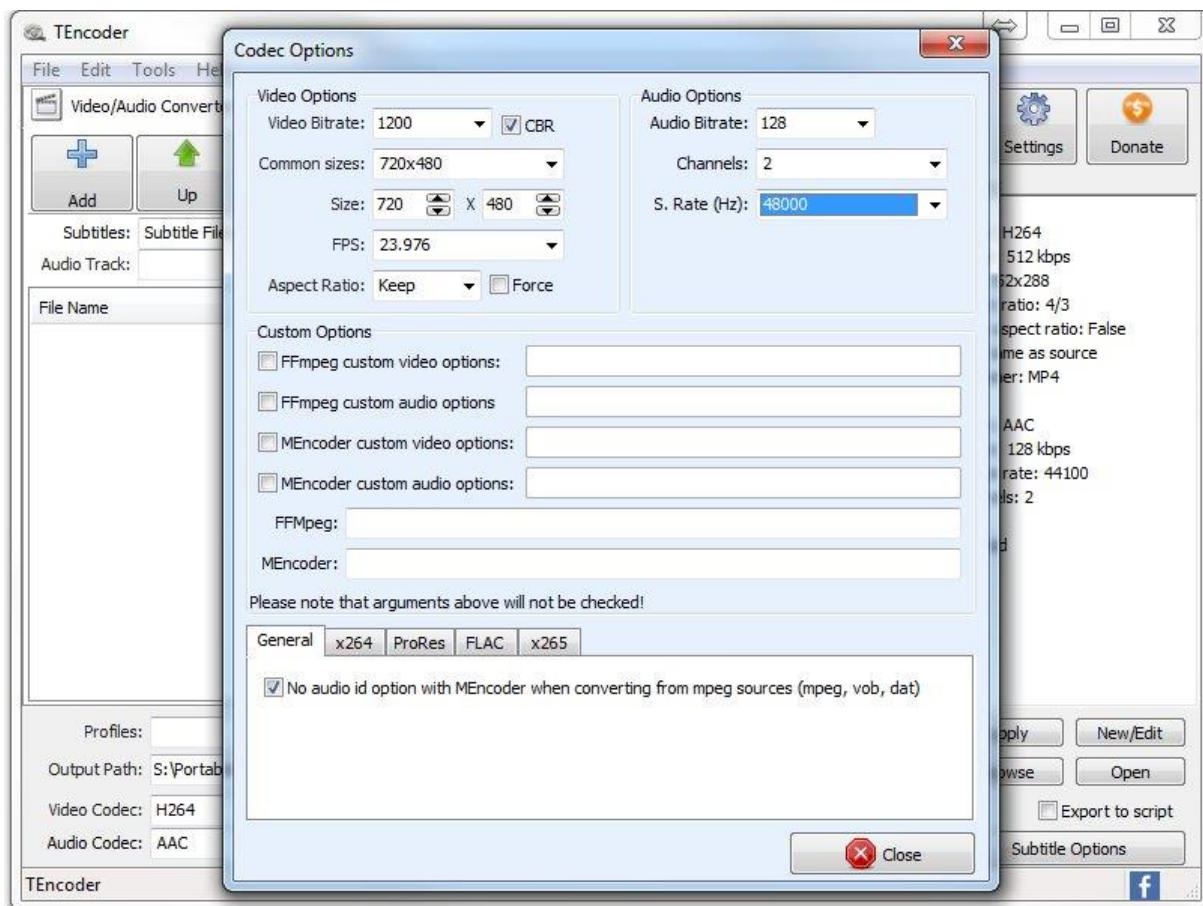 TEncoder
File Edit Tools Hel
Video/Audio Convert
Add
Up
Settings
Donate
Subtitles: Subtitle File
Audio Track:
File Name
H264
512 kbps
52x288
ratio: 4/3
spect ratio: False
me as source
er: MP4
AAC
128 kbps
rate: 44100
els: 2
d
Codec Options
Video Options
Video Bitrate: 1200 CBR
Common sizes: 720x480
Size: 720 X 480
FPS: 23.976
Aspect Ratio: Keep Force
Audio Options
Audio Bitrate: 128
Channels: 2
S. Rate (Hz): 48000
Custom Options
FFmpeg custom video options:
FFmpeg custom audio options
MEncoder custom video options:
MEncoder custom audio options:
FFMpeg:
MEncoder:
Please note that arguments above will not be checked!
General x264 ProRes FLAC x265
No audio id option with MEncoder when converting from mpeg sources (mpeg, vob, dat)
Close
Profiles:
pply New/Edit
Output Path: S:\Portab
owse Open
Video Codec: H264
Export to script
Audio Codec: AAC
Subtitle Options
TEncoder
f